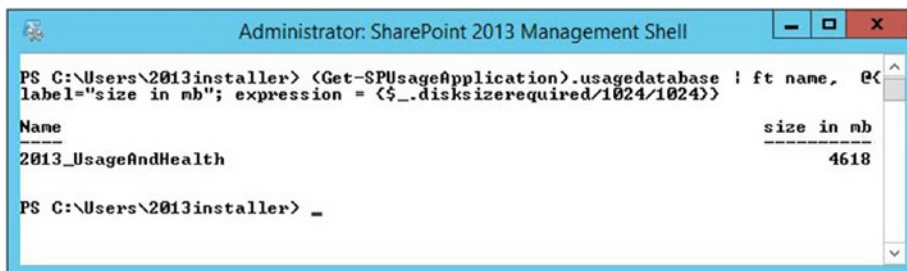 Administrator: SharePoint 2013 Management Shell
PS C:\Users\2013installer> (Get-SPUsageApplication).usagedatabase | ft name, @{
label="size in mb"; expression = {$_.disksizerequired/1024/1024}}
Name size in mb
---- ----------
2013_UsageAndHealth 4618
PS C:\Users\2013installer> _